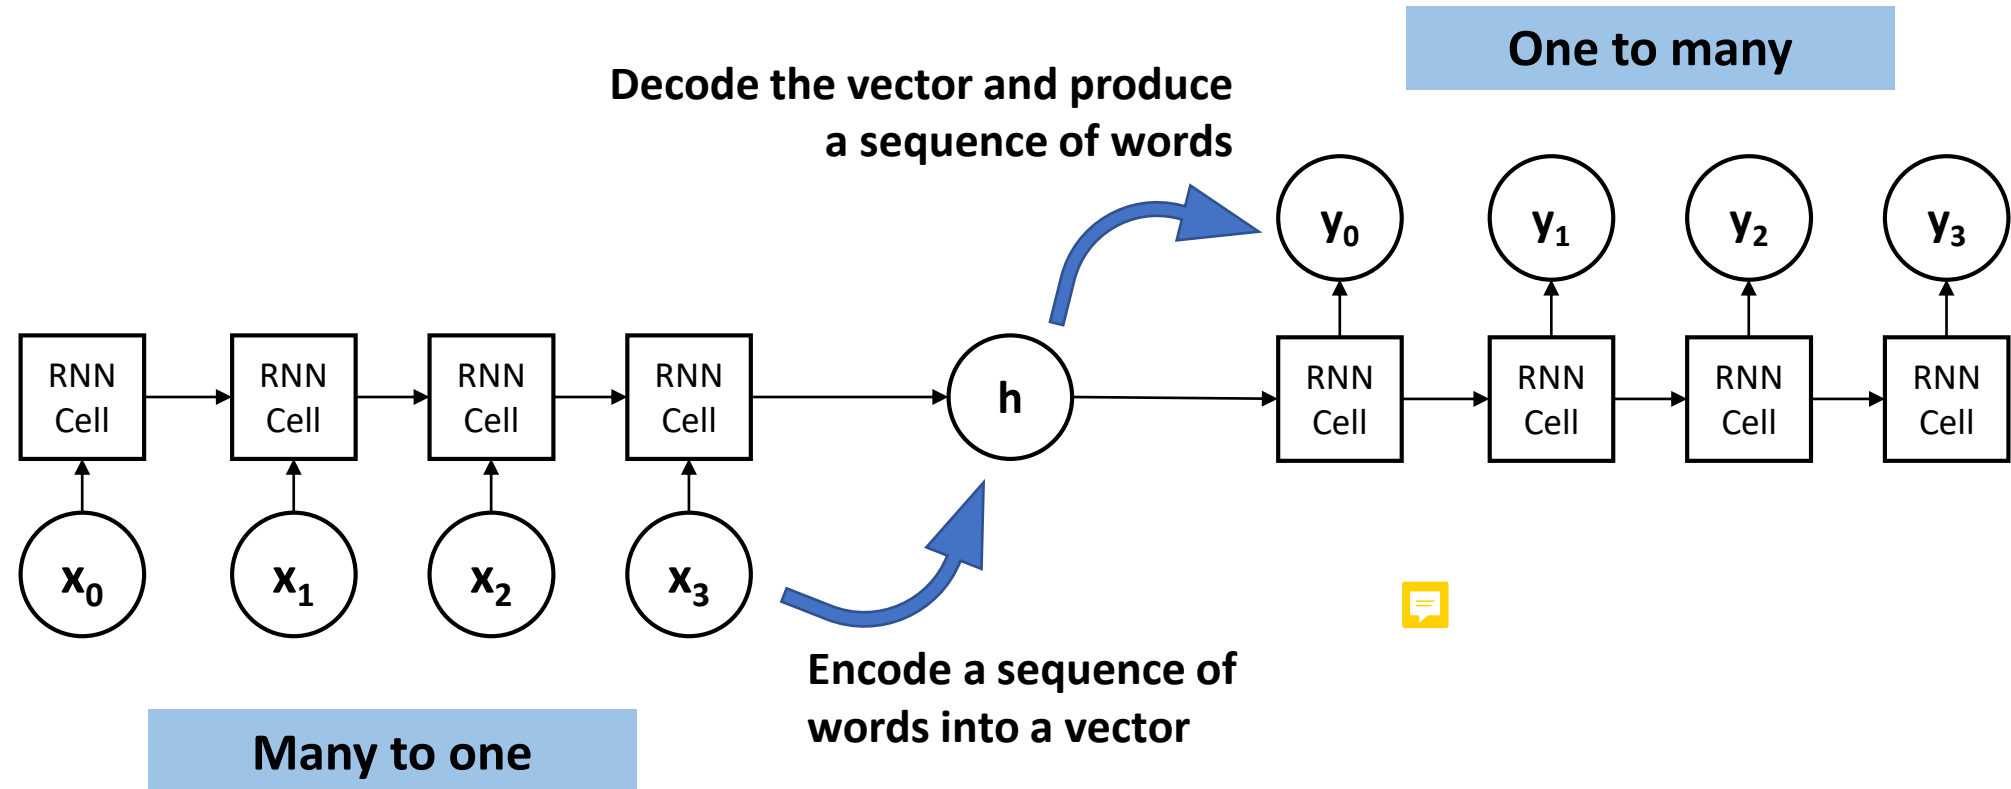 One to many
Decode the vector and produce
a sequence of words
y0 y1 y2 y3
RNN RNN RNN RNN h RNN RNN RNN RNN
Cell Cell Cell Cell Cell Cell Cell Cell
x0 x1 x2 x3
Encode a sequence of
words into a vector
Many to one